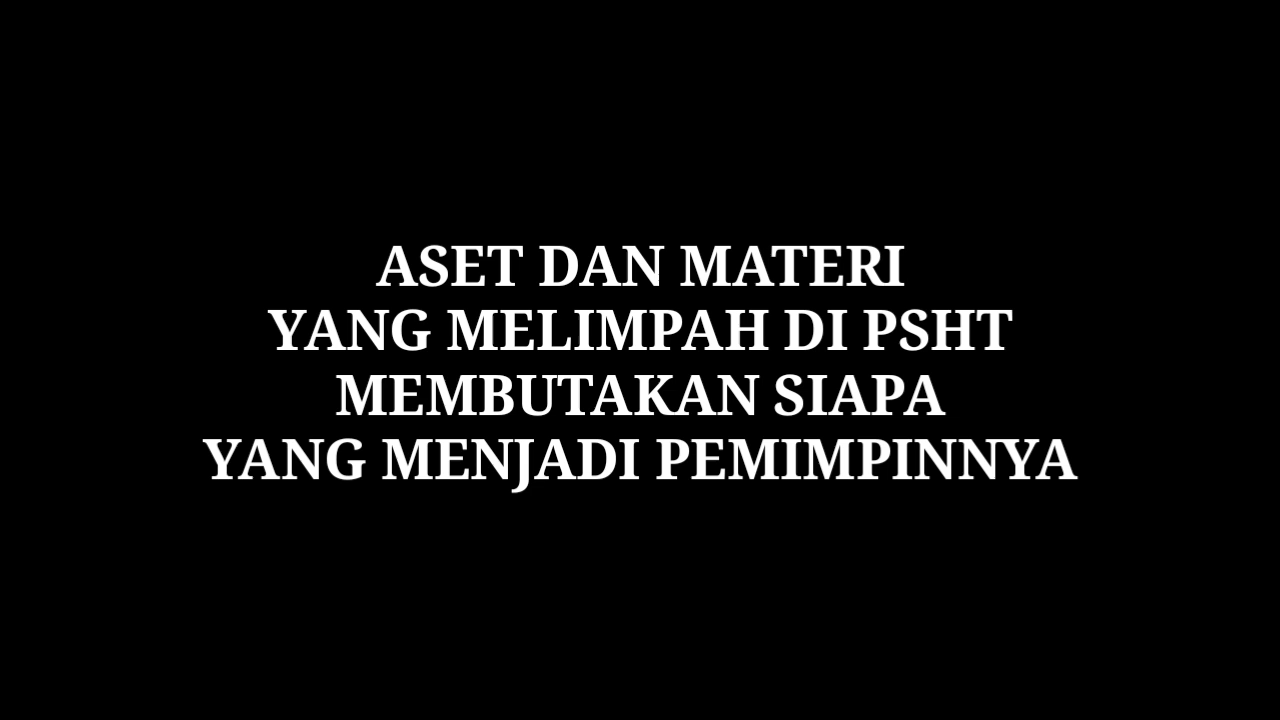 ASET DAN MATERI
YANG MELIMPAH DI PSHT
MEMBUTAKAN SIAPA
YANG MENJADI PEMIMPINNYA